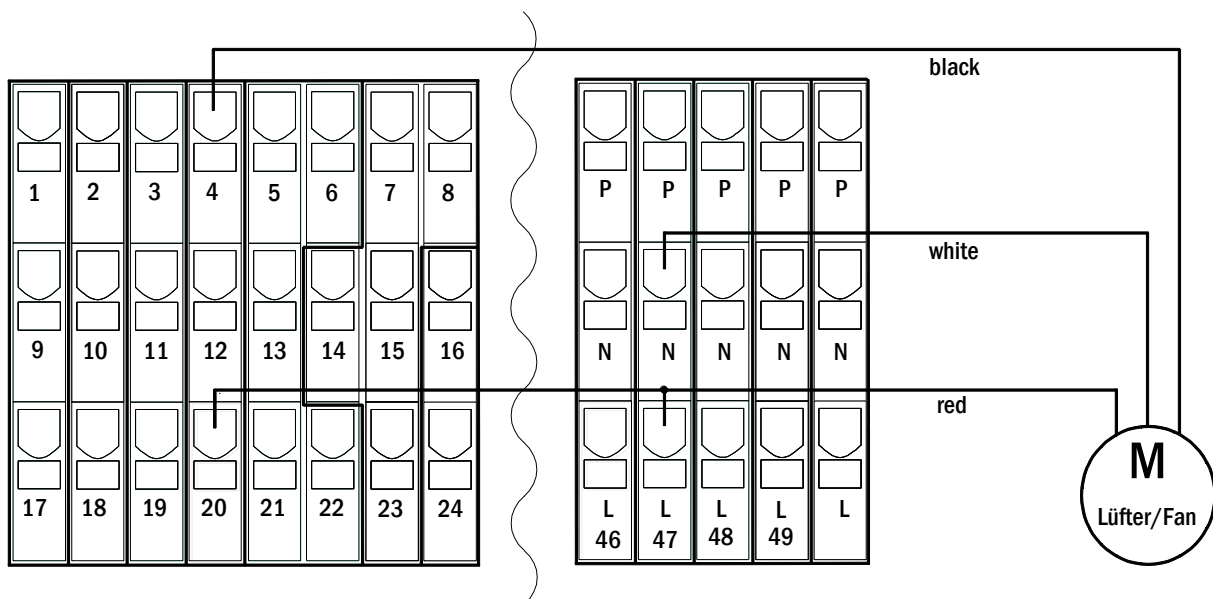 black
1 2 3 4 5 6 7 8
P P P P P
white
9 10 11 12 13 14 15 16
N N N N N
red
17 18 19 20 21 22 23 24
L L L L L
46 47 48 49
M
Lüfter/Fan